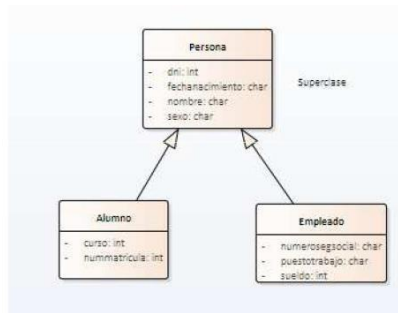 Persona
- dni: int
- fechanacimiento: char
- nombre: char
- sexo: char
Superclase
Alumno
- curso: int
- nummatricula: int
Empleado
- numerosegsocial: char
- puestotrabajo: char
- sueldo: int